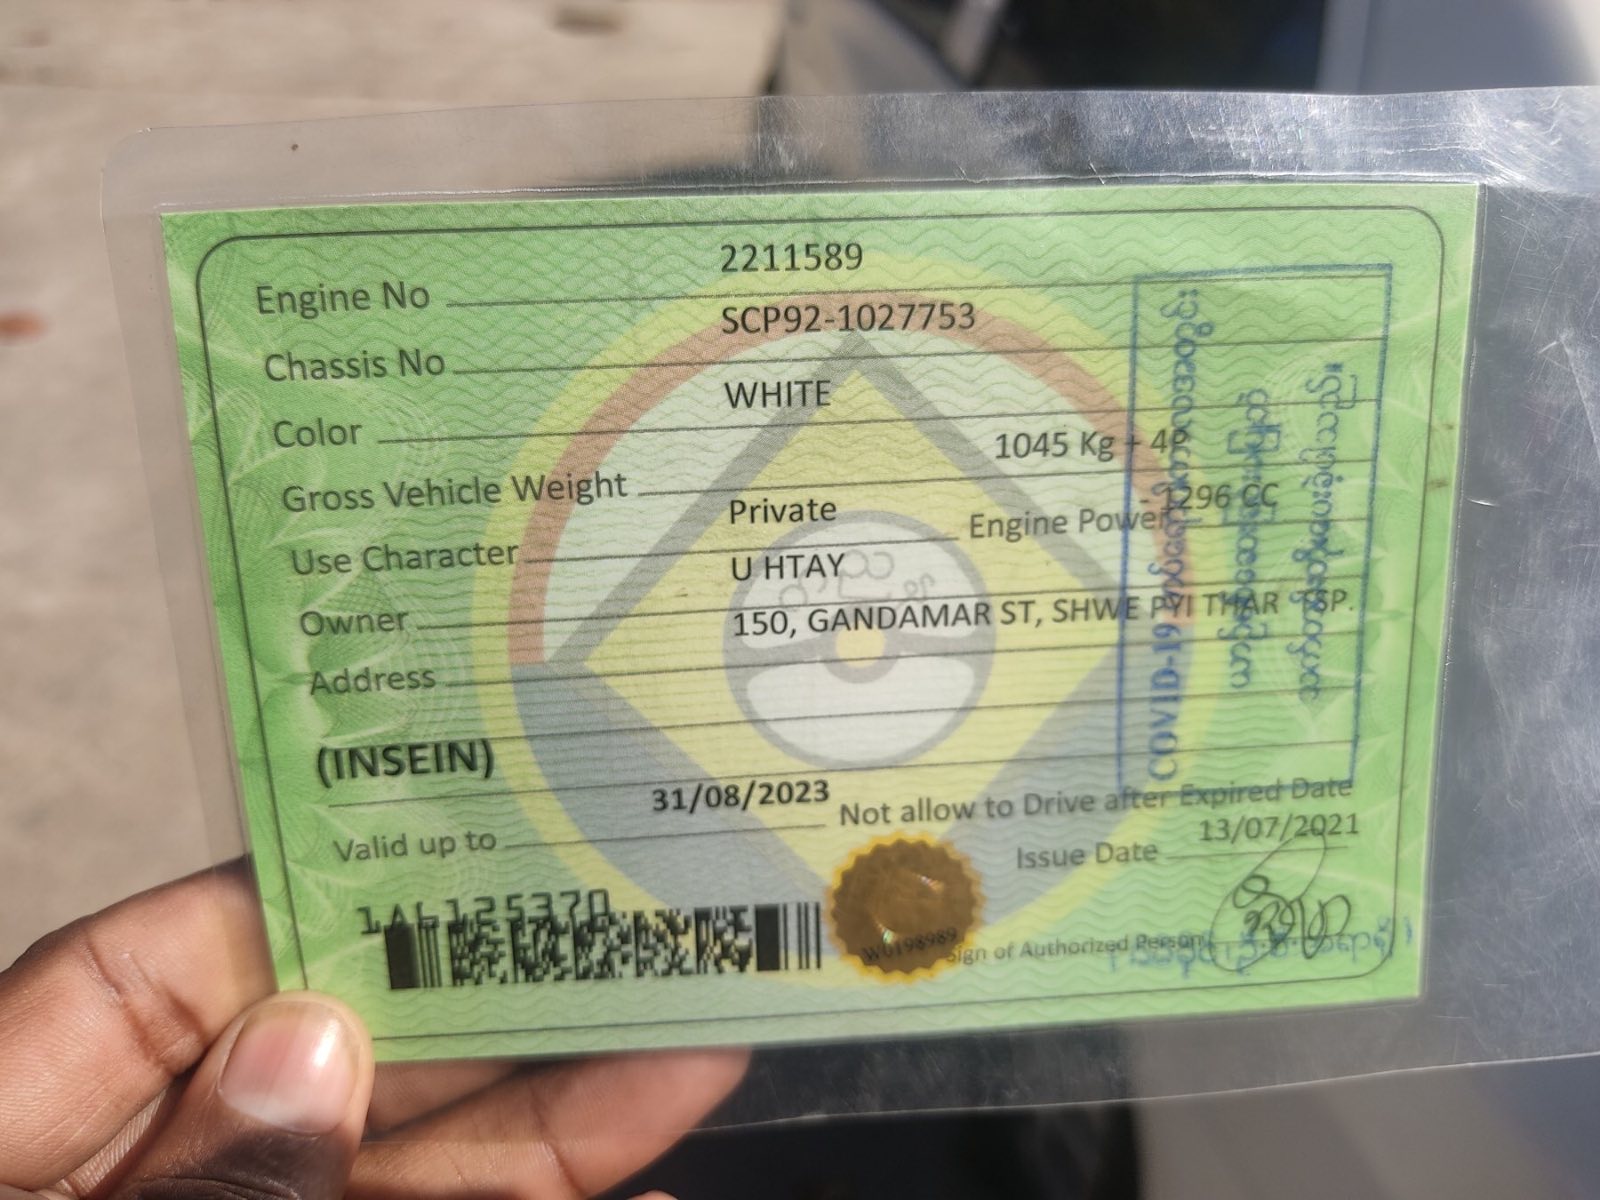 Engine No 2211589
Chassis No SCP92-1027753
Color WHITE
Gross Vehicle Weight 1045 Kg + 4P
Use Character Private Engine Power - 1296 CC
Owner U HTAY
Address 150, GANDAMAR ST, SHWE PYI THAR TSP.
(INSEIN)
Valid up to 31/08/2023 Not allow to Drive after Expired Date
Issue Date 13/07/2021
1AL125370
W0198989 Sign of Authorized Person
COVID-19